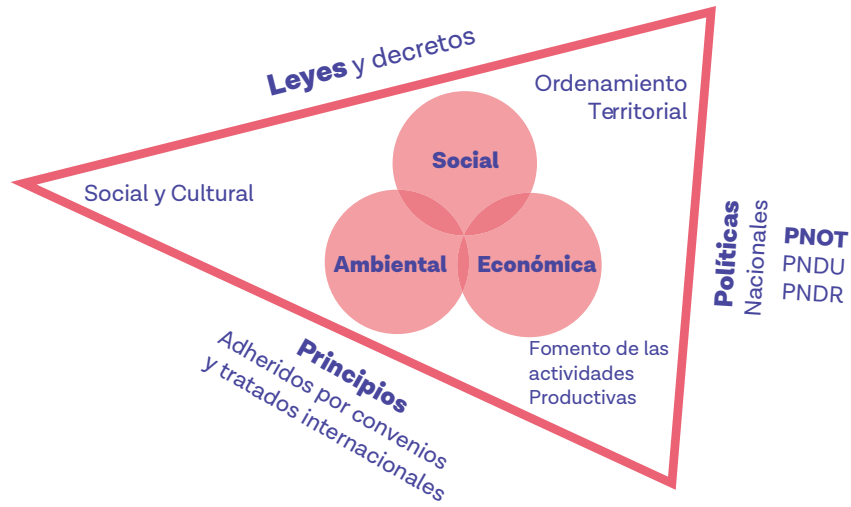 Leyes y decretos
Ordenamiento
Territorial
Social
Social y Cultural
Ambiental
Económica
Políticas
Nacionales
PNOT
PNDU
PNDR
Fomento de las
actividades
Productivas
Principios
Adheridos por convenios
y tratados internacionales